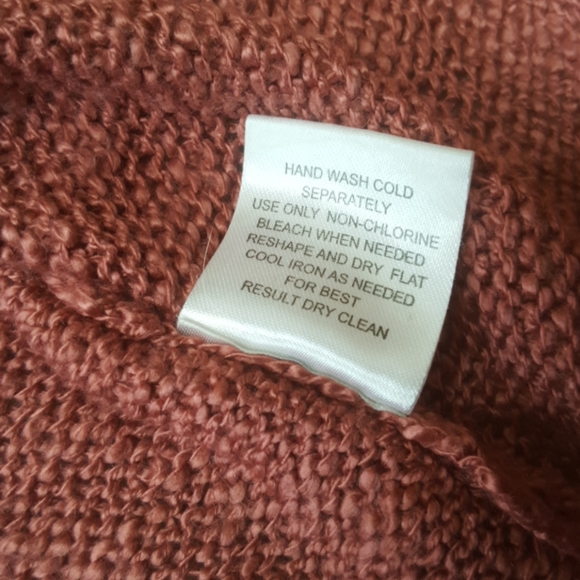 HAND WASH COLD
SEPARATELY
USE ONLY NON-CHLORINE
BLEACH WHEN NEEDED
RESHAPE AND DRY FLAT
COOL IRON AS NEEDED
FOR BEST
RESULT DRY CLEAN